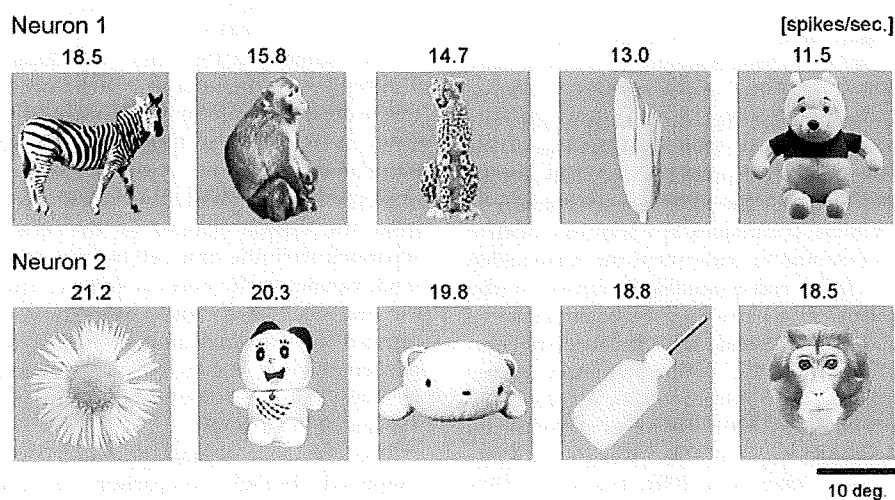 Neuron 1 [spikes/sec.]
18.5 15.8 14.7 13.0 11.5
Neuron 2
21.2 20.3 19.8 18.8 18.5
10 deg.